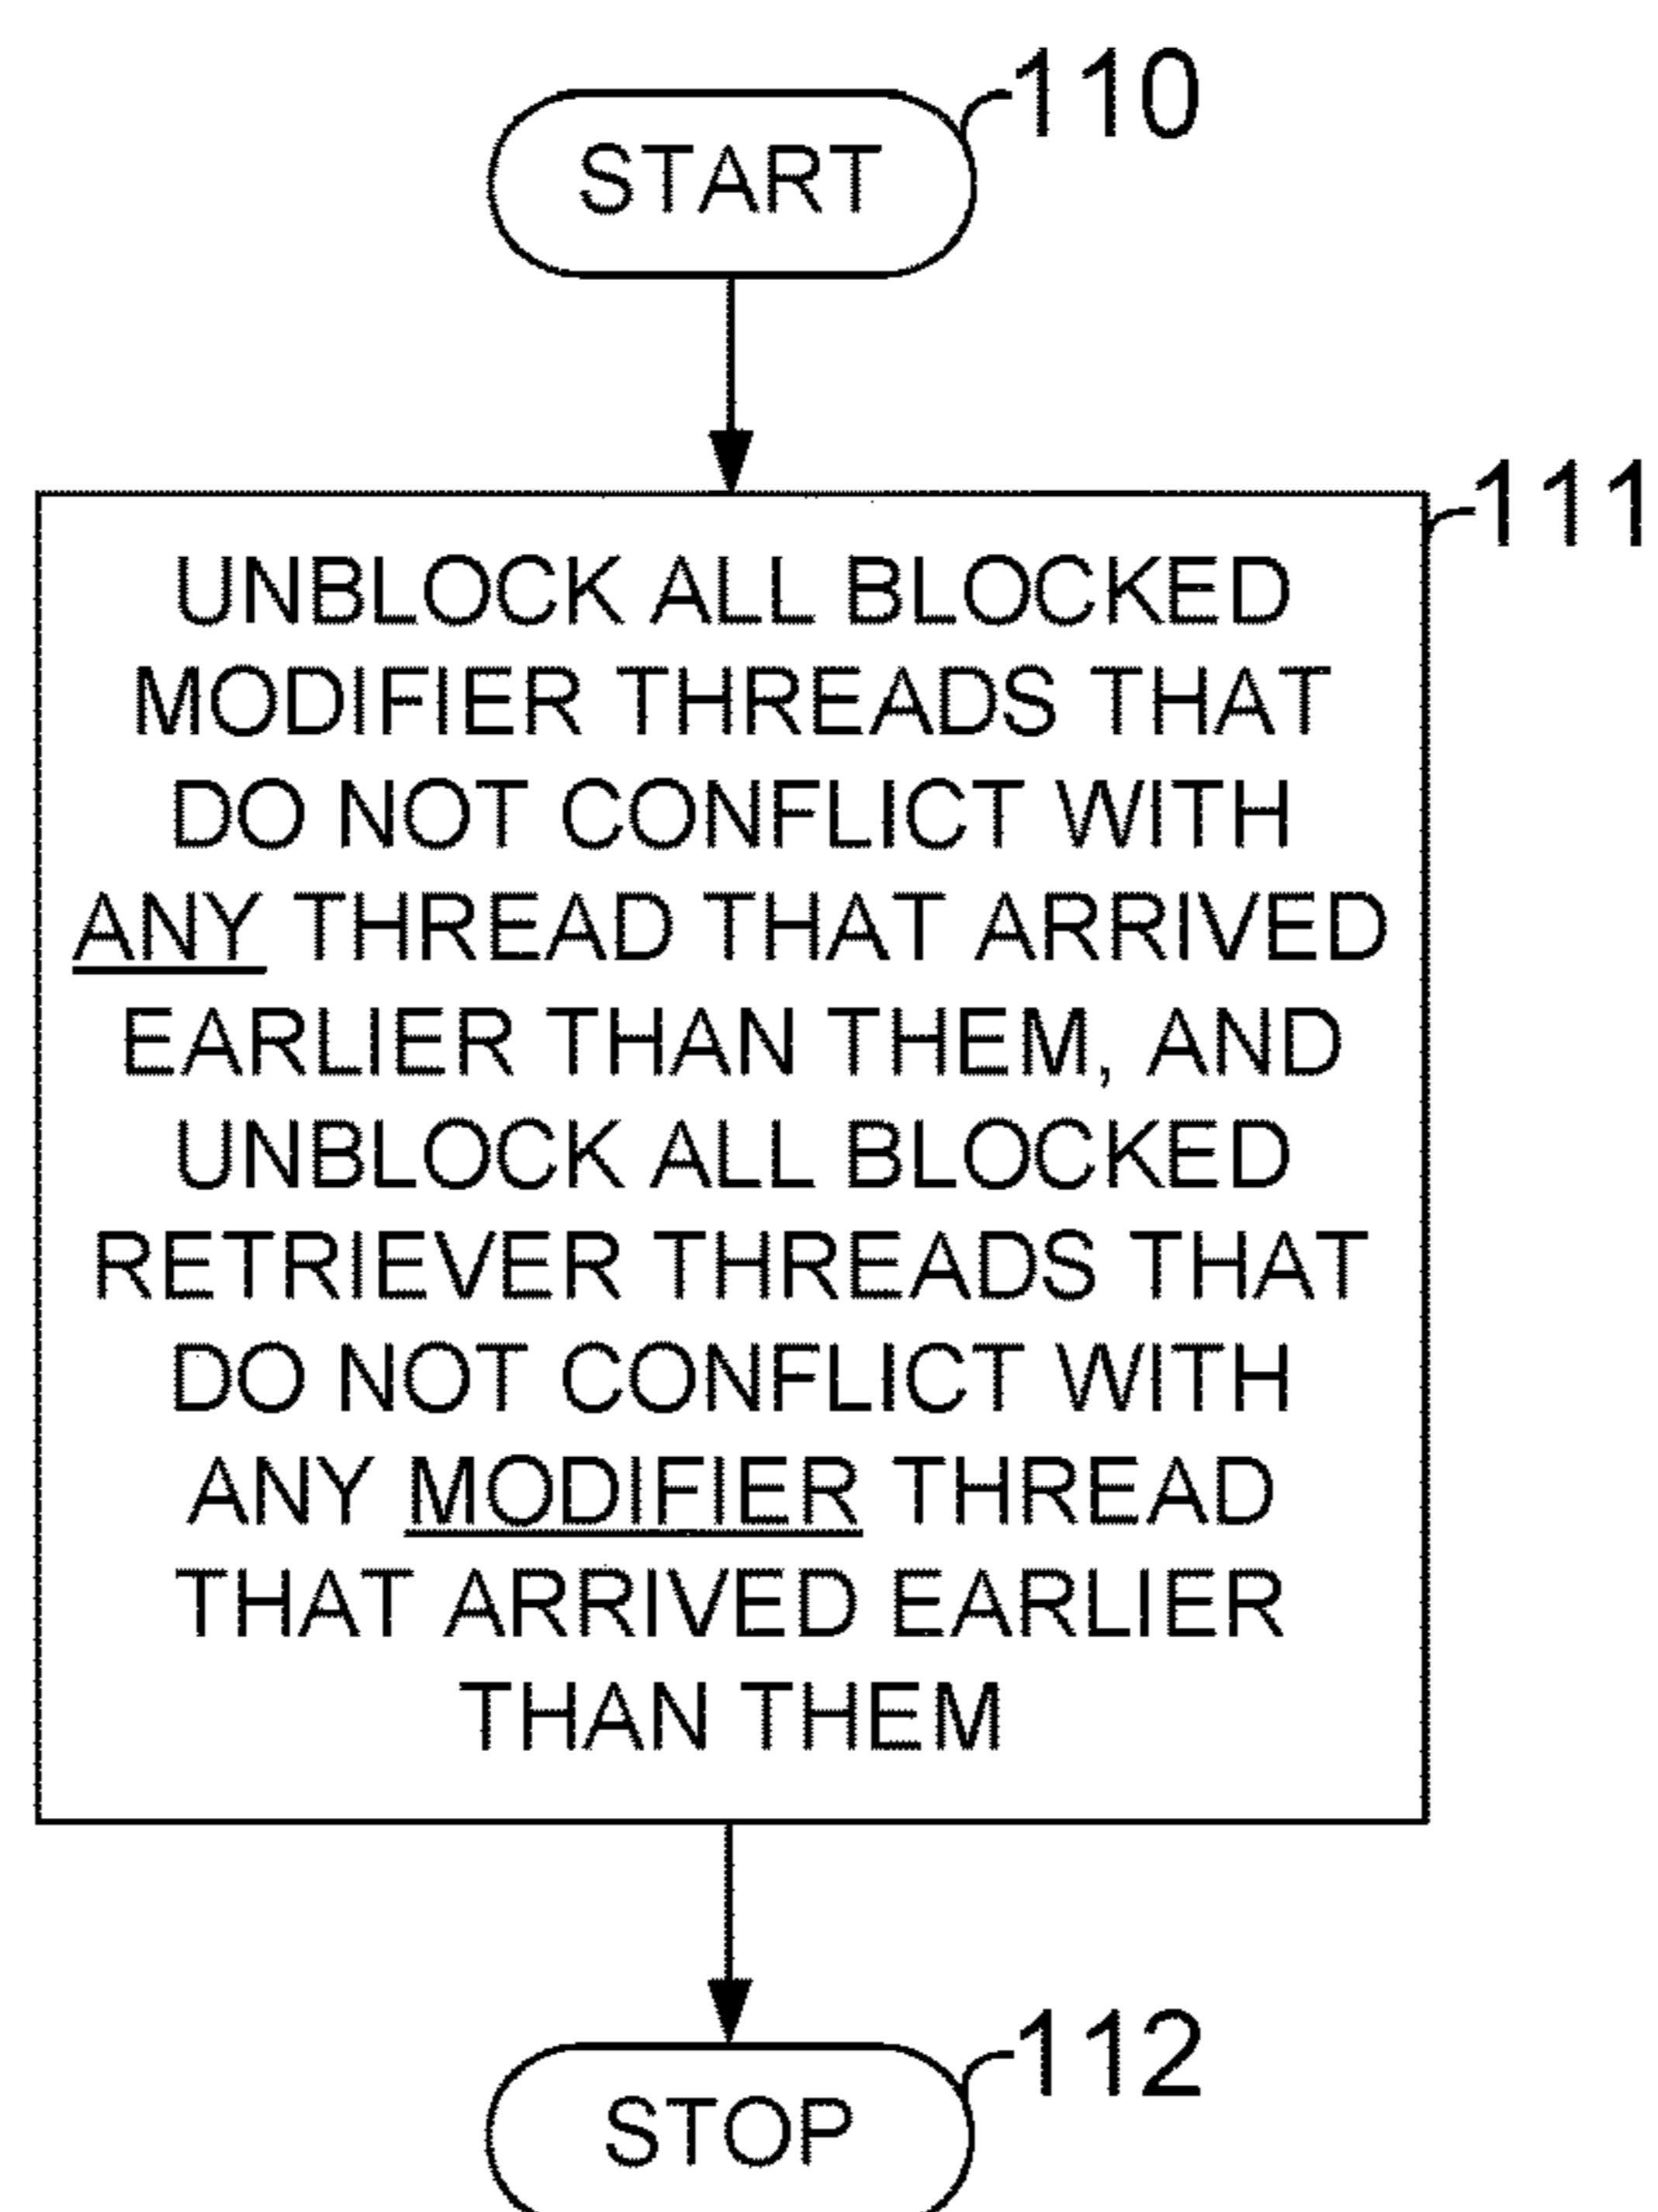 110
START
111
UNBLOCK ALL BLOCKED
MODIFIER THREADS THAT
DO NOT CONFLICT WITH
ANY THREAD THAT ARRIVED
EARLIER THAN THEM, AND
UNBLOCK ALL BLOCKED
RETRIEVER THREADS THAT
DO NOT CONFLICT WITH
ANY MODIFIER THREAD
THAT ARRIVED EARLIER
THAN THEM
112
STOP